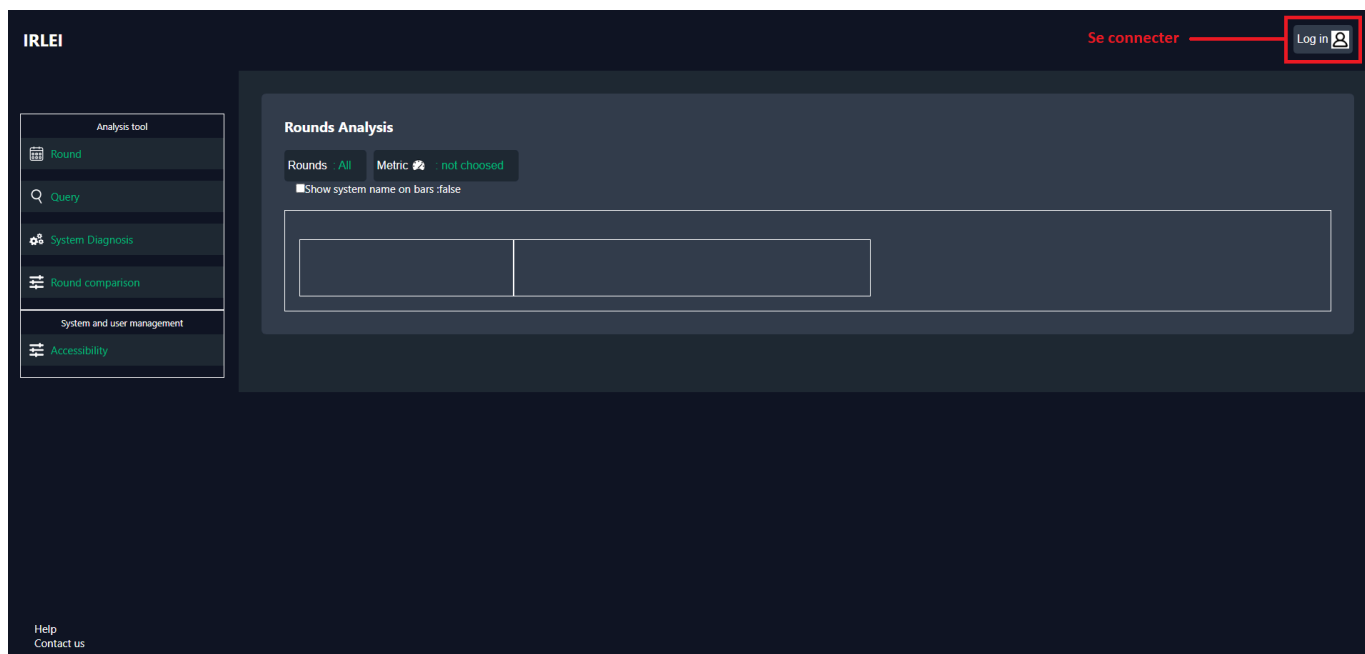 IRLEI
Se connecter
Log in
Analysis tool
Round
Query
System Diagnosis
Round comparison
System and user management
Accessibility
Rounds Analysis
Rounds : All Metric : not choosed
Show system name on bars :false
Help
Contact us